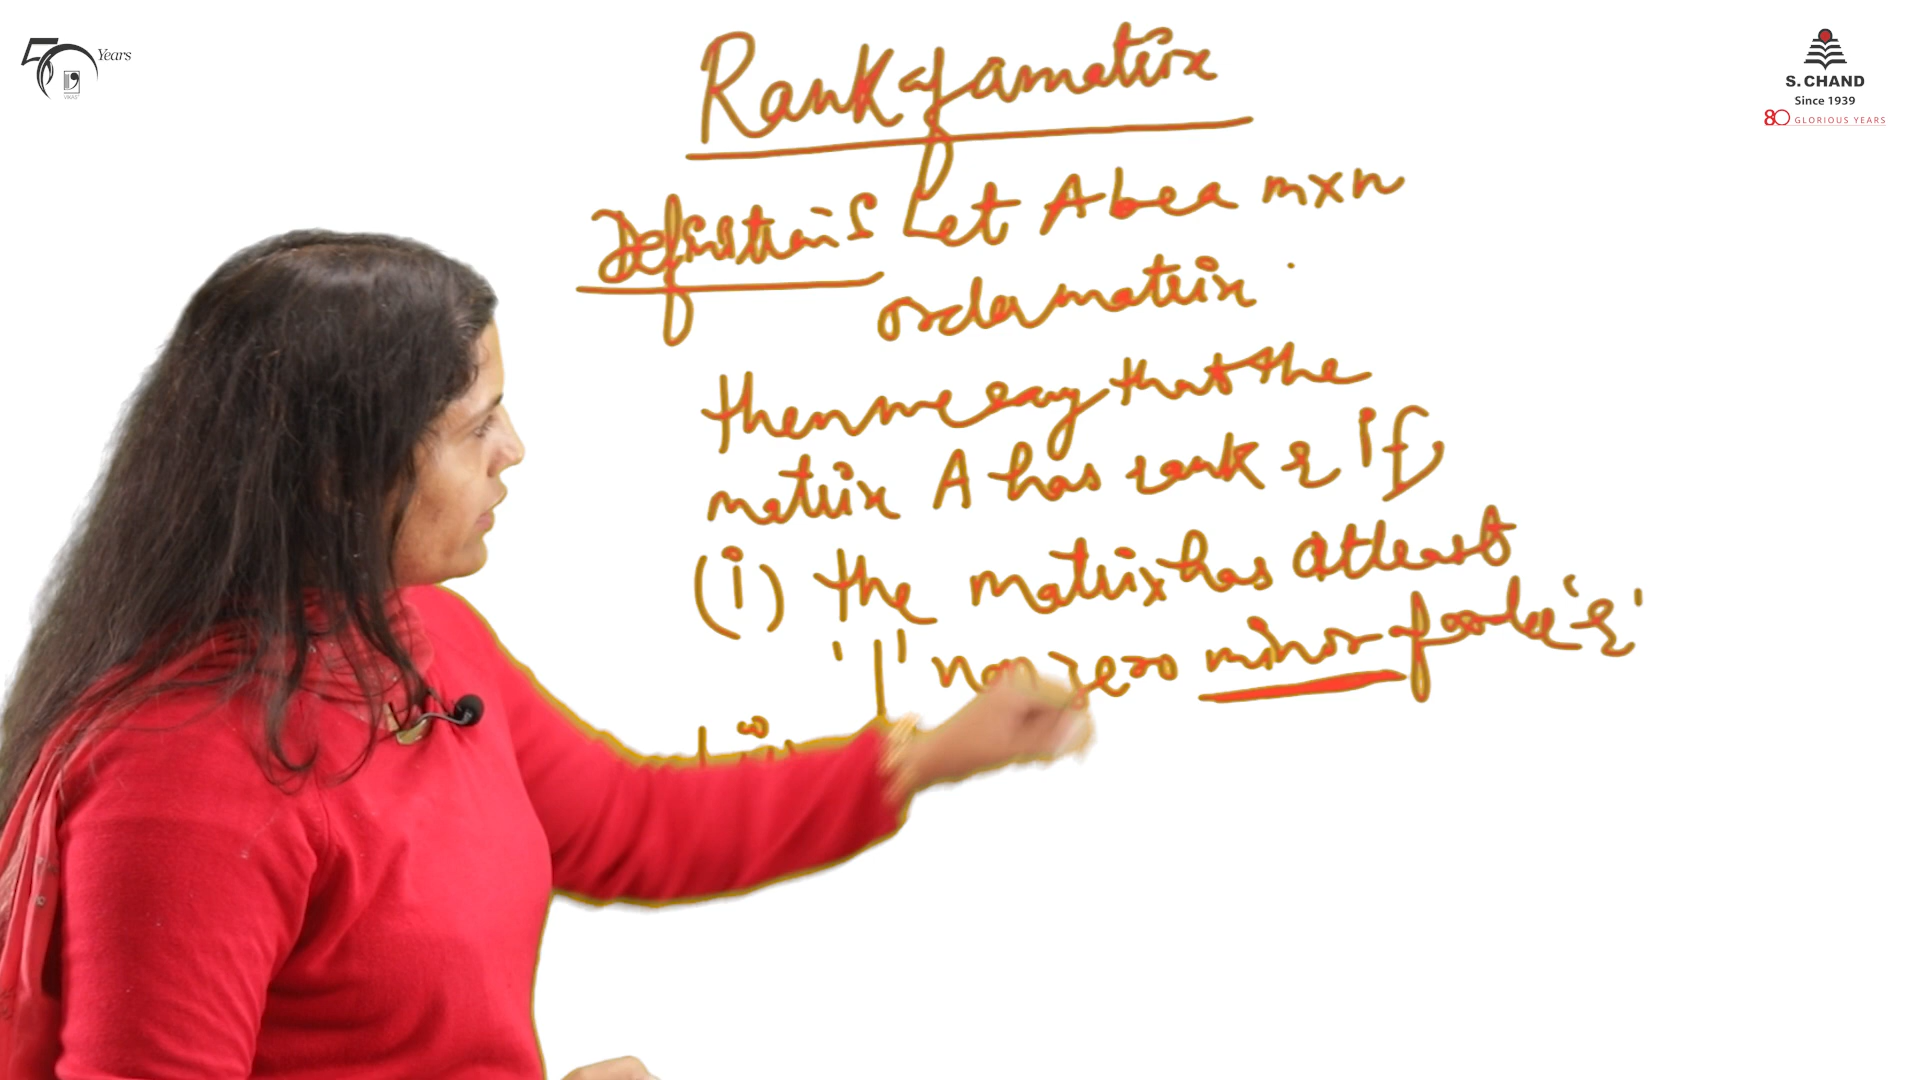 50 Years
VIKAS
S. CHAND
Since 1939
80 GLORIOUS YEARS
Rank of a matrix
Definition: Let A be a m×n
order matrix
then we say that the
matrix A has rank r if,
(i) the matrix has atleast
'1' non zero minor of order 'r'